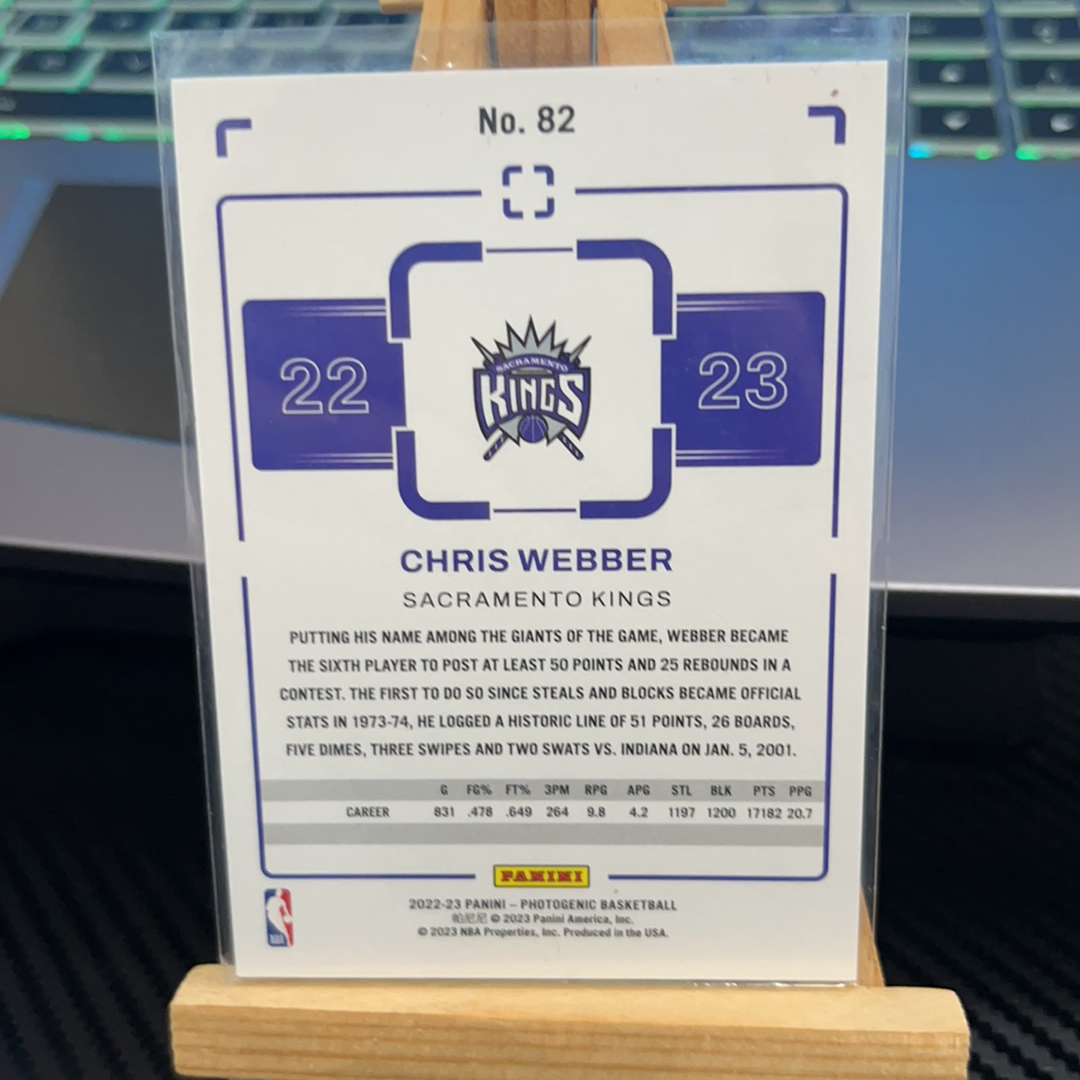 No. 82
22
SACRAMENTO
KINGS
23
CHRIS WEBBER
SACRAMENTO KINGS
PUTTING HIS NAME AMONG THE GIANTS OF THE GAME, WEBBER BECAME
THE SIXTH PLAYER TO POST AT LEAST 50 POINTS AND 25 REBOUNDS IN A
CONTEST. THE FIRST TO DO SO SINCE STEALS AND BLOCKS BECAME OFFICIAL
STATS IN 1973-74, HE LOGGED A HISTORIC LINE OF 51 POINTS, 26 BOARDS,
FIVE DIMES, THREE SWIPES AND TWO SWATS VS. INDIANA ON JAN. 5, 2001.
G FG% FT% 3PM RPG APG STL BLK PTS PPG
CAREER 831 .478 .649 264 9.8 4.2 1197 1200 17182 20.7
PANINI
2022-23 PANINI – PHOTOGENIC BASKETBALL
帕尼尼 © 2023 Panini America, Inc.
© 2023 NBA Properties, Inc. Produced in the USA.